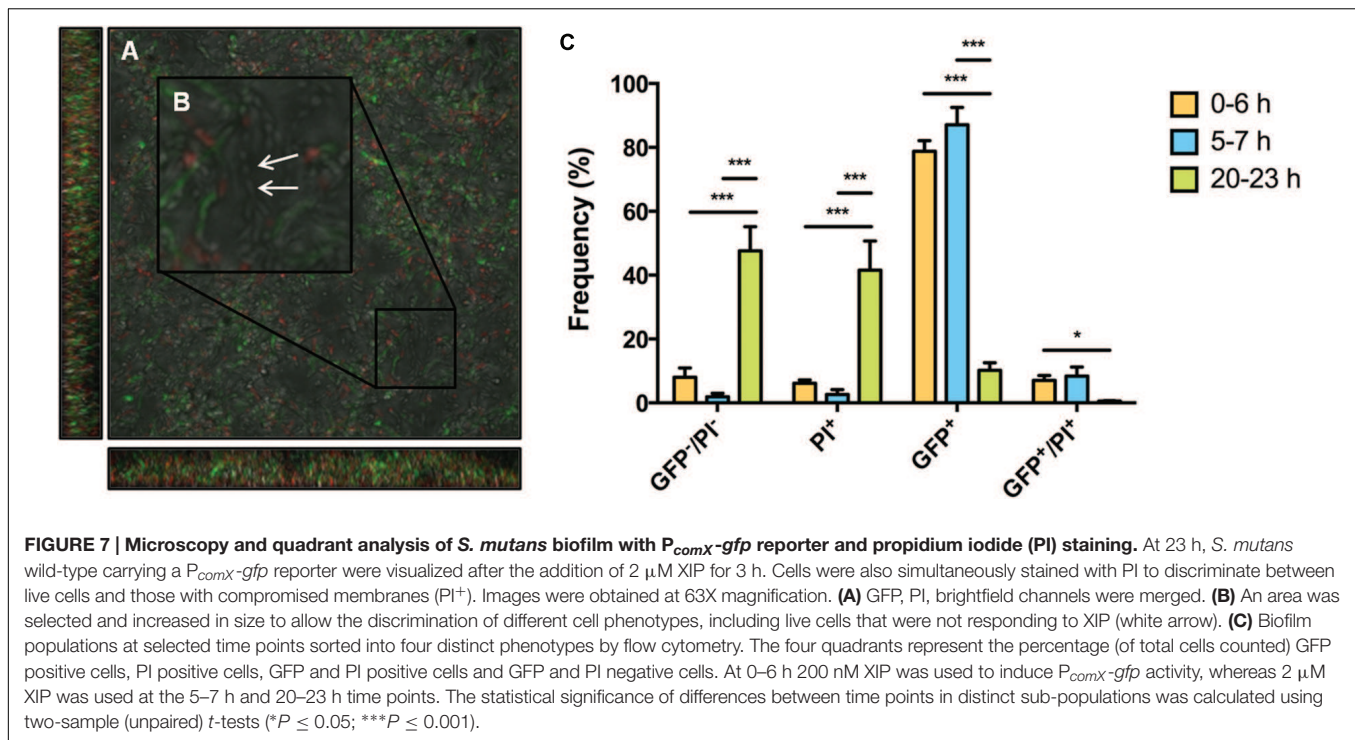 A
B
C
Frequency (%)
100
80
60
40
20
0
***
***
***
***
***
***
*
GFP⁻/PI⁻
PI⁺
GFP⁺
GFP⁺/PI⁺
0-6 h
5-7 h
20-23 h
FIGURE 7 | Microscopy and quadrant analysis of S. mutans biofilm with PcomX-gfp reporter and propidium iodide (PI) staining. At 23 h, S. mutans
wild-type carrying a PcomX-gfp reporter were visualized after the addition of 2 μM XIP for 3 h. Cells were also simultaneously stained with PI to discriminate between
live cells and those with compromised membranes (PI⁺). Images were obtained at 63X magnification. (A) GFP, PI, brightfield channels were merged. (B) An area was
selected and increased in size to allow the discrimination of different cell phenotypes, including live cells that were not responding to XIP (white arrow). (C) Biofilm
populations at selected time points sorted into four distinct phenotypes by flow cytometry. The four quadrants represent the percentage (of total cells counted) GFP
positive cells, PI positive cells, GFP and PI positive cells and GFP and PI negative cells. At 0–6 h 200 nM XIP was used to induce PcomX-gfp activity, whereas 2 μM
XIP was used at the 5–7 h and 20–23 h time points. The statistical significance of differences between time points in distinct sub-populations was calculated using
two-sample (unpaired) t-tests (*P ≤ 0.05; ***P ≤ 0.001).